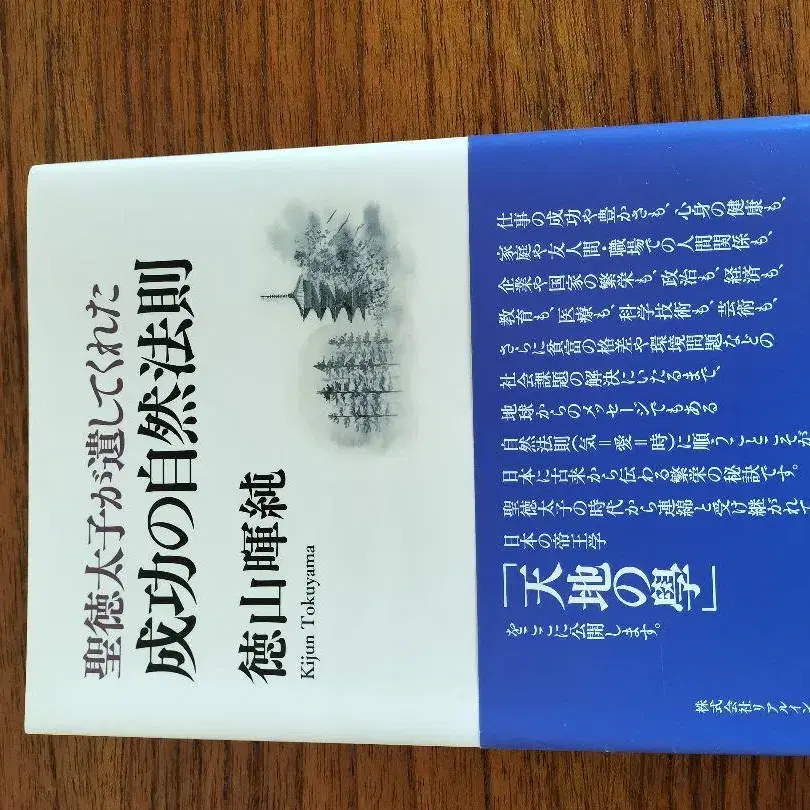 聖徳太子が遺してくれた
成功の自然法則
徳山暉純
Kijun Tokuyama
仕事の成功や豊かさも、心身の健康も、
家庭や友人間・職場での人間関係も、
企業や国家の繁栄も、政治も、経済も、
教育も、医療も、科学技術も、芸術も、
さらに貧富の格差や環境問題などの
社会課題の解決にいたるまで、
地球からのメッセージでもある
自然法則(気=愛=時)に順うことこそが
日本に古来から伝わる繁栄の秘訣です。
聖徳太子の時代から連綿と受け継がれて
日本の帝王学
「天地の學」
をここに公開します。
株式会社リアルイン